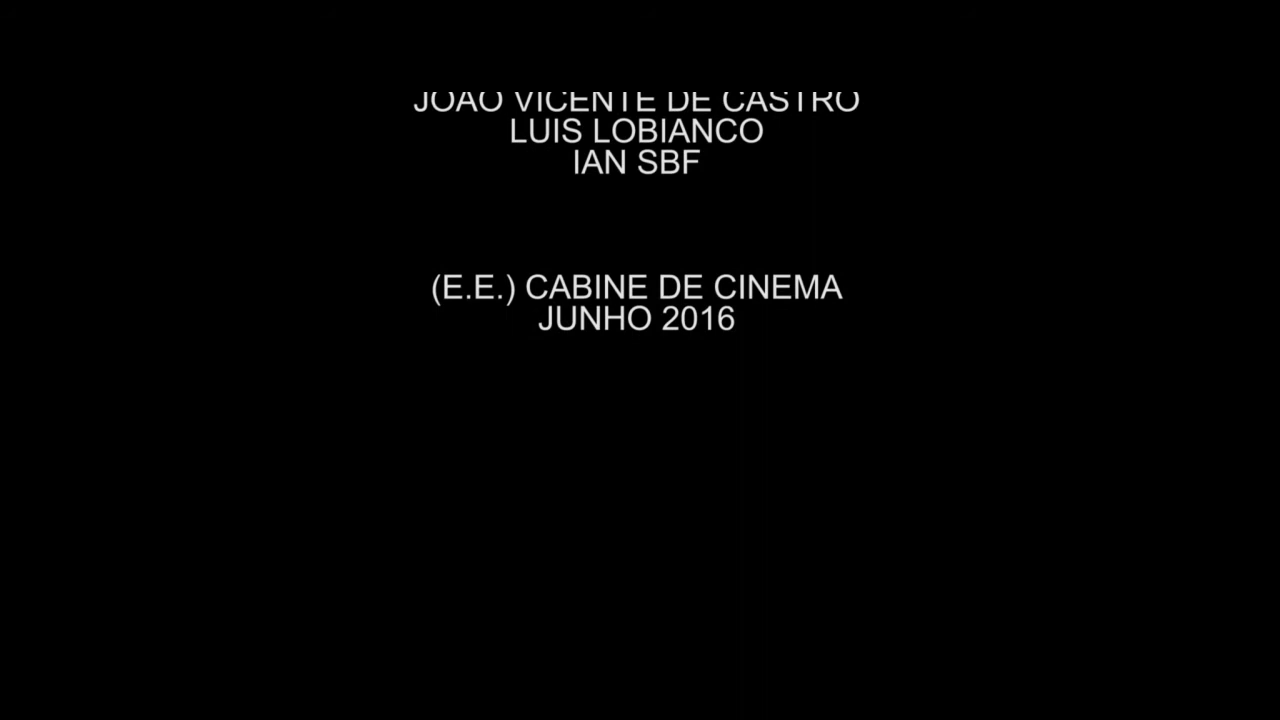 JOAO VICENTE DE CASTRO
LUIS LOBIANCO
IAN SBF
(E.E.) CABINE DE CINEMA
JUNHO 2016